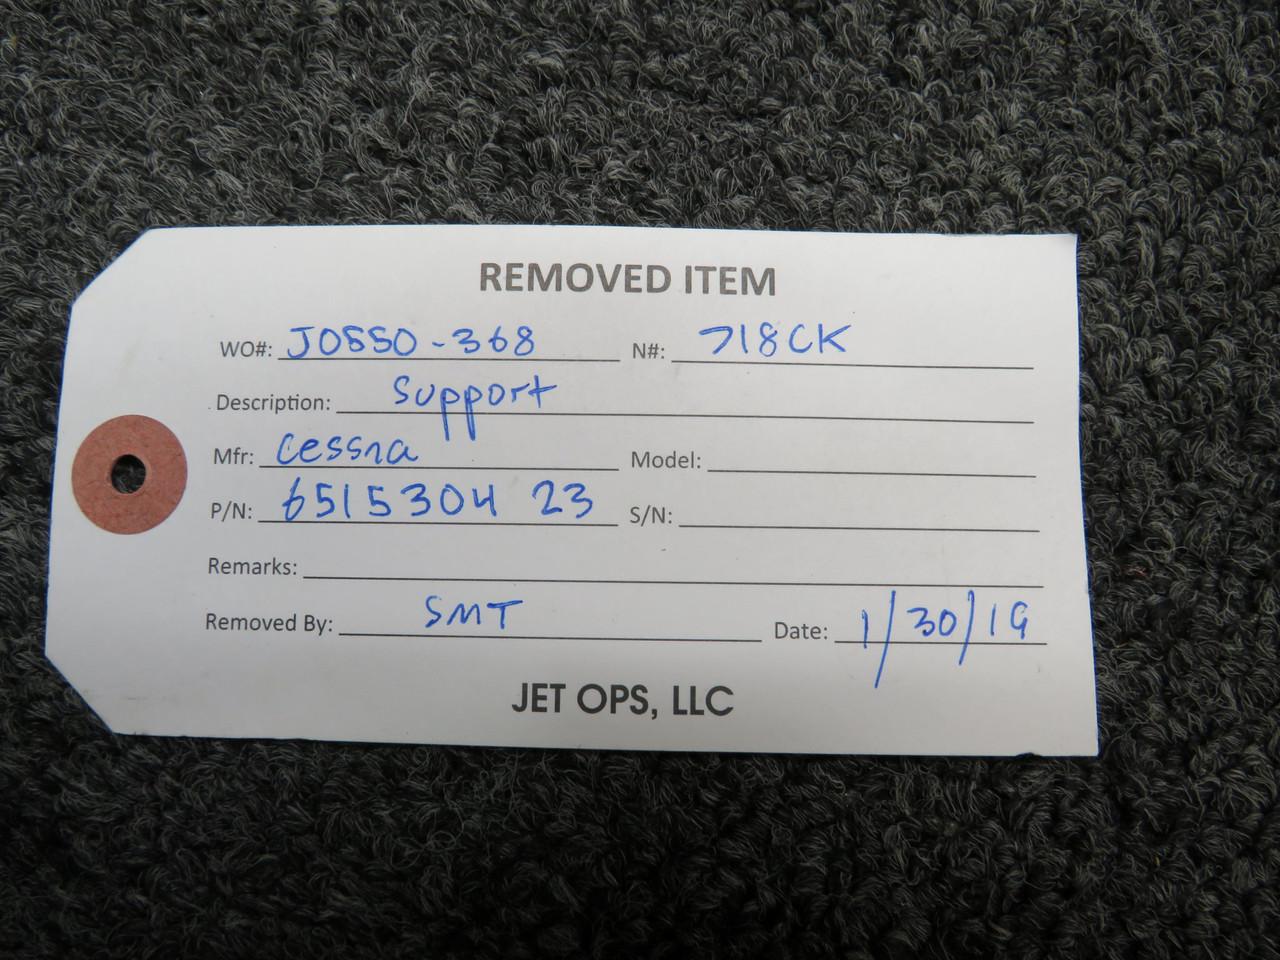 REMOVED ITEM
WO#: J0550-368 N#: 718CK
Description: Support
Mfr: Cessna Model:
P/N: 6515304 23 S/N:
Remarks:
Removed By: SMT Date: 1/30/19
JET OPS, LLC